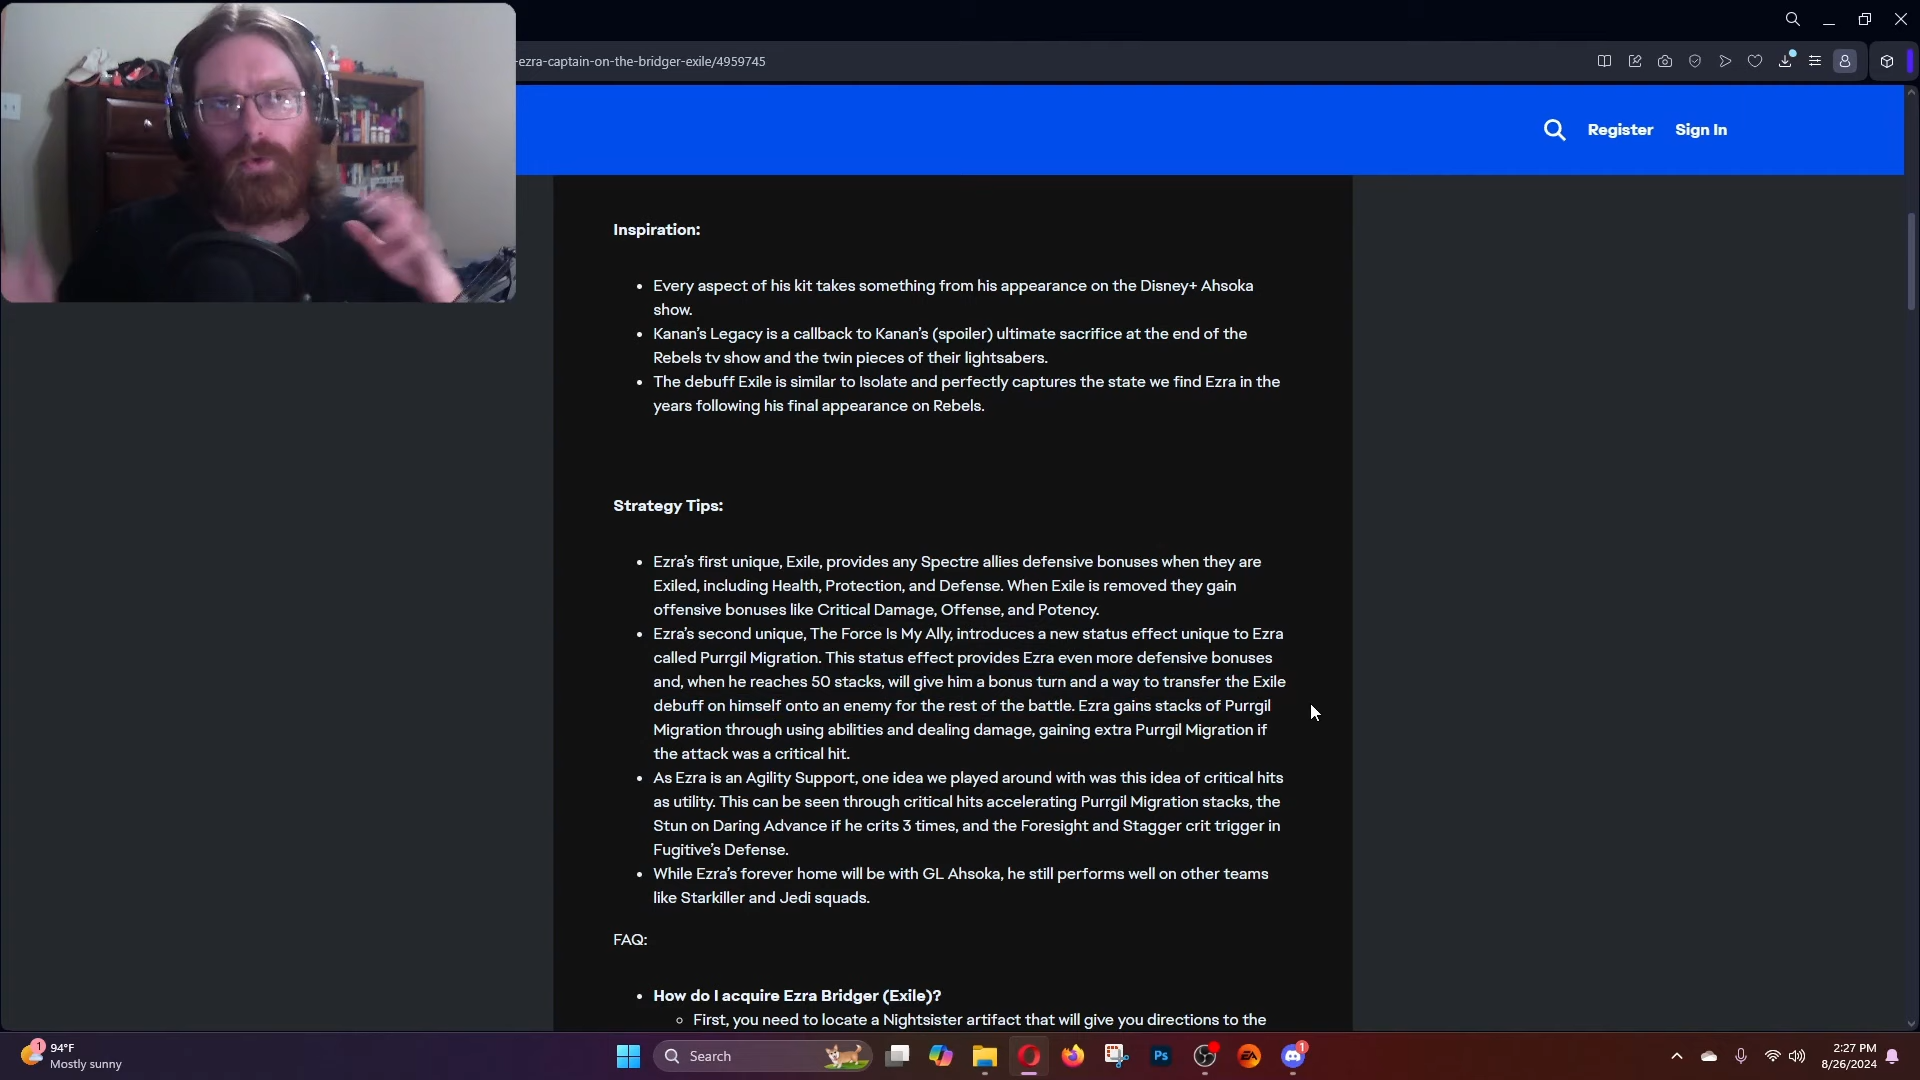 -ezra-captain-on-the-bridger-exile/4959745
Register
Sign In
Inspiration:
Every aspect of his kit takes something from his appearance on the Disney+ Ahsoka
show.
Kanan’s Legacy is a callback to Kanan’s (spoiler) ultimate sacrifice at the end of the
Rebels tv show and the twin pieces of their lightsabers.
The debuff Exile is similar to Isolate and perfectly captures the state we find Ezra in the
years following his final appearance on Rebels.
Strategy Tips:
Ezra’s first unique, Exile, provides any Spectre allies defensive bonuses when they are
Exiled, including Health, Protection, and Defense. When Exile is removed they gain
offensive bonuses like Critical Damage, Offense, and Potency.
Ezra’s second unique, The Force Is My Ally, introduces a new status effect unique to Ezra
called Purrgil Migration. This status effect provides Ezra even more defensive bonuses
and, when he reaches 50 stacks, will give him a bonus turn and a way to transfer the Exile
debuff on himself onto an enemy for the rest of the battle. Ezra gains stacks of Purrgil
Migration through using abilities and dealing damage, gaining extra Purrgil Migration if
the attack was a critical hit.
As Ezra is an Agility Support, one idea we played around with was this idea of critical hits
as utility. This can be seen through critical hits accelerating Purrgil Migration stacks, the
Stun on Daring Advance if he crits 3 times, and the Foresight and Stagger crit trigger in
Fugitive’s Defense.
While Ezra’s forever home will be with GL Ahsoka, he still performs well on other teams
like Starkiller and Jedi squads.
FAQ:
How do I acquire Ezra Bridger (Exile)?
First, you need to locate a Nightsister artifact that will give you directions to the
1
94°F
Mostly sunny
Search
Ps
EA
1
2:27 PM
8/26/2024